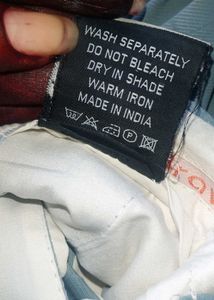 WASH SEPARATELY
DO NOT BLEACH
DRY IN SHADE
WARM IRON
MADE IN INDIA
P